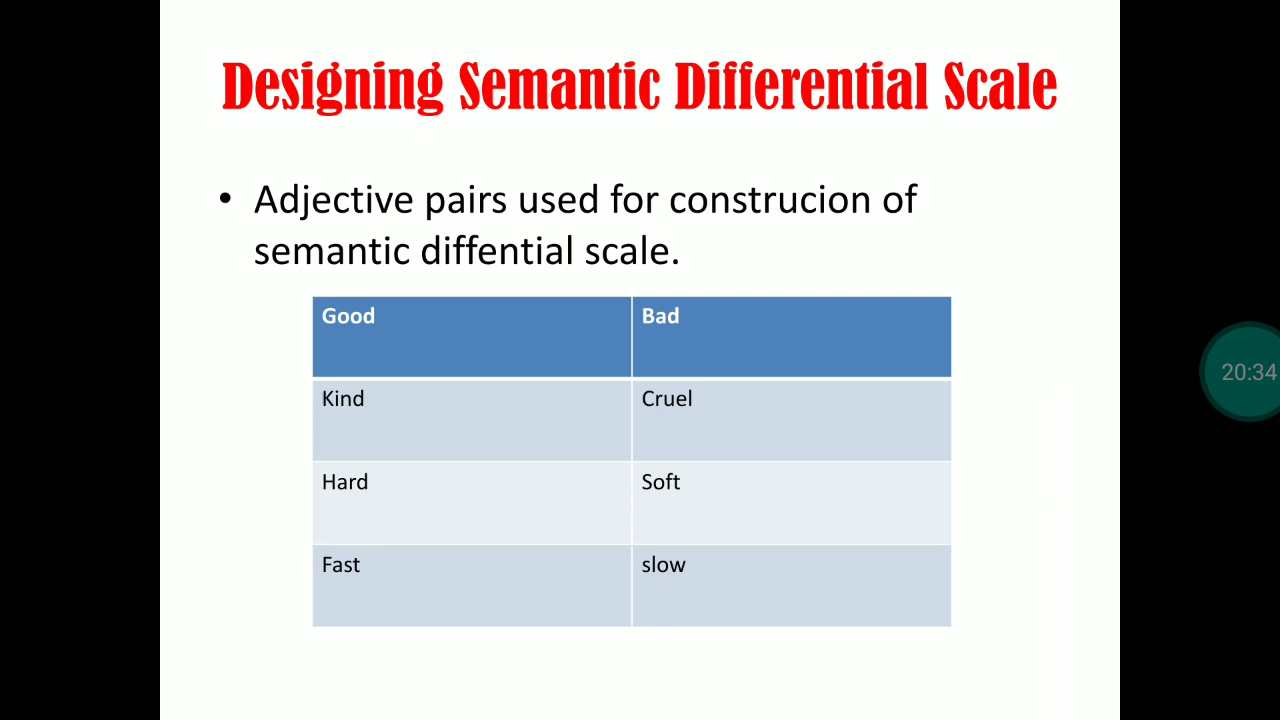 Designing Semantic Differential Scale
• Adjective pairs used for construcion of
semantic diffential scale.
Good Bad
Kind Cruel
Hard Soft
Fast slow
20:34